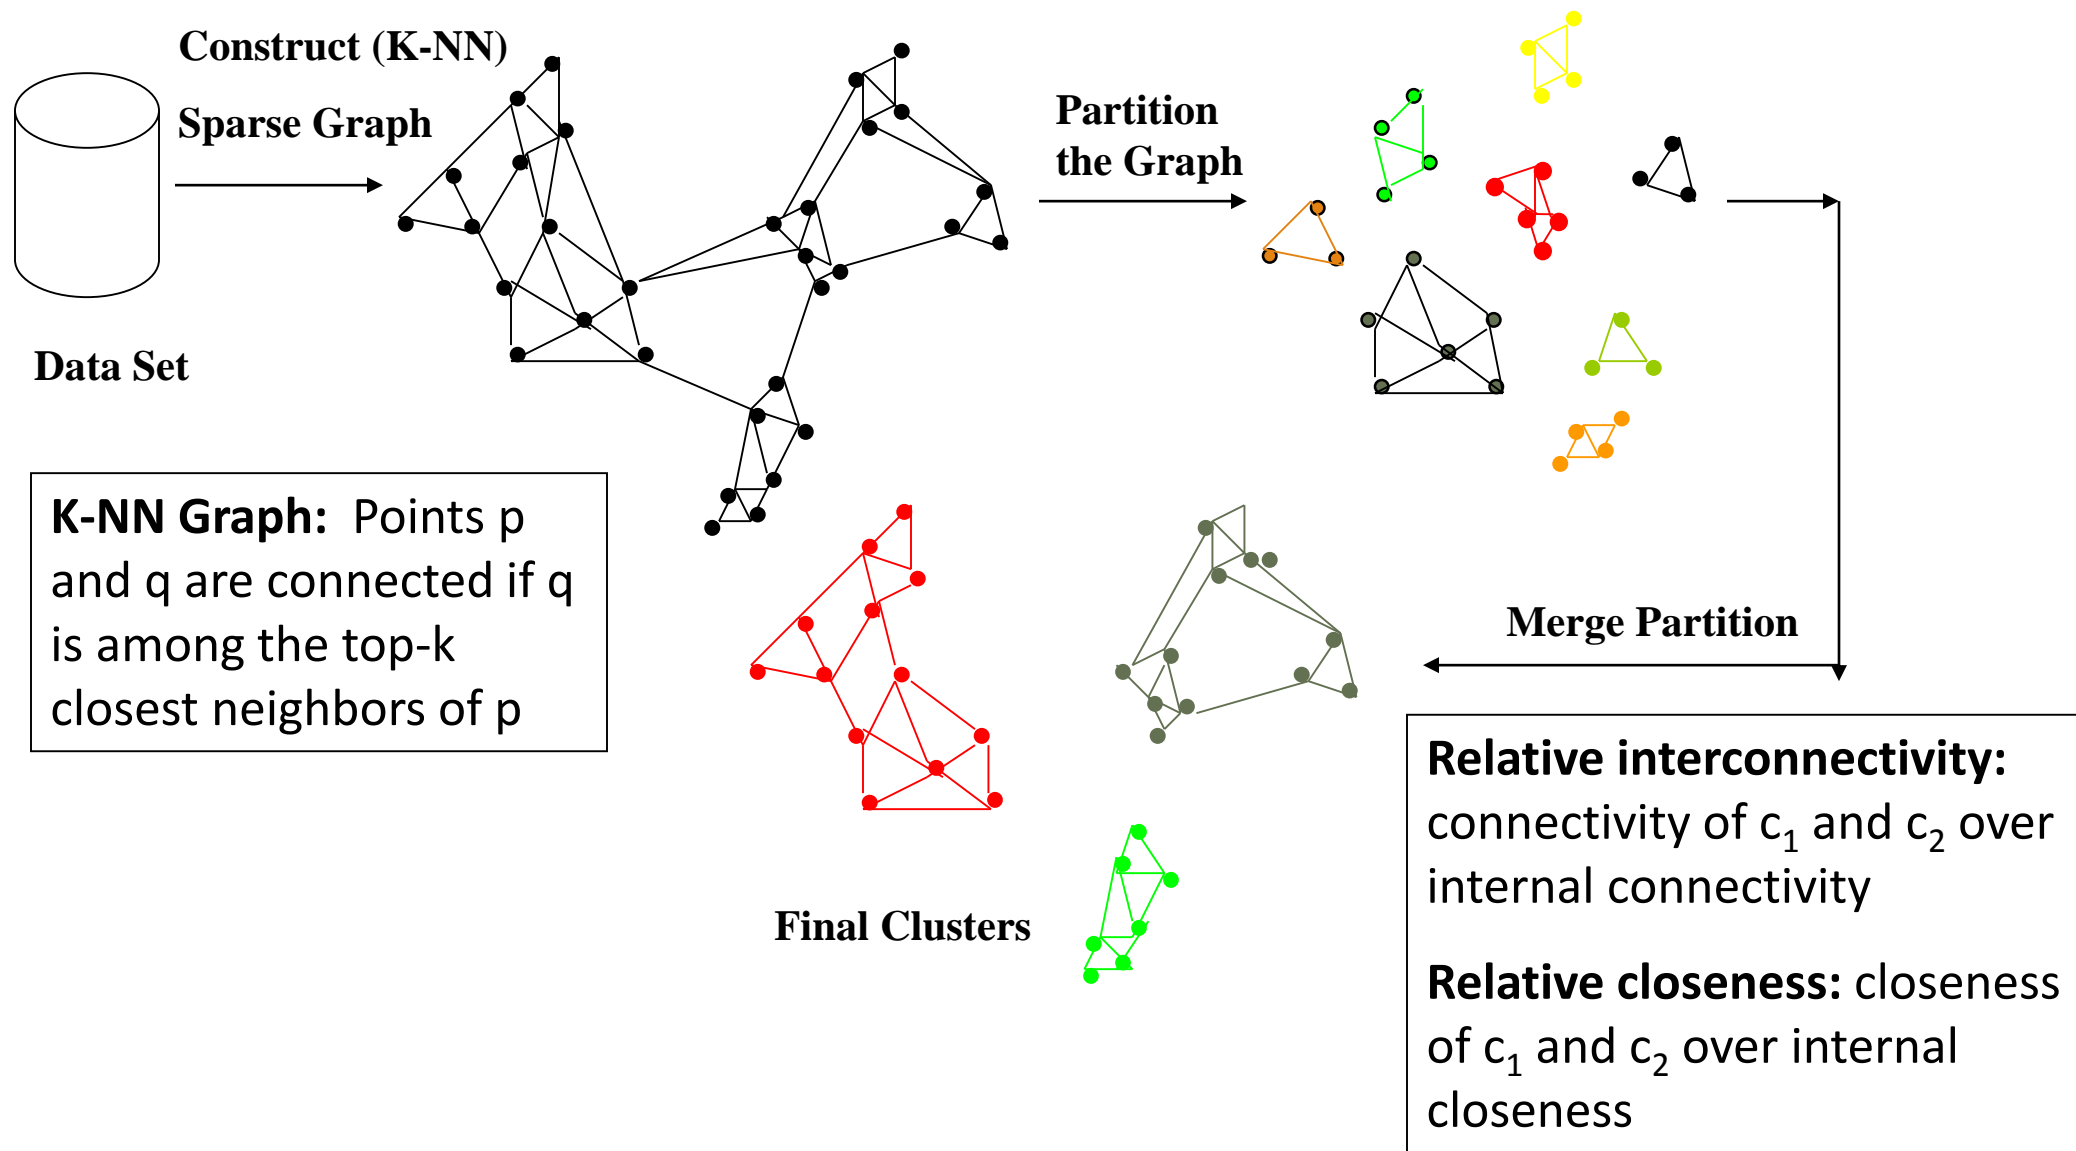 Construct (K-NN)
Sparse Graph
Data Set
Partition
the Graph
K-NN Graph: Points p
and q are connected if q
is among the top-k
closest neighbors of p
Merge Partition
Final Clusters
Relative interconnectivity:
connectivity of c₁ and c₂ over
internal connectivity
Relative closeness: closeness
of c₁ and c₂ over internal
closeness